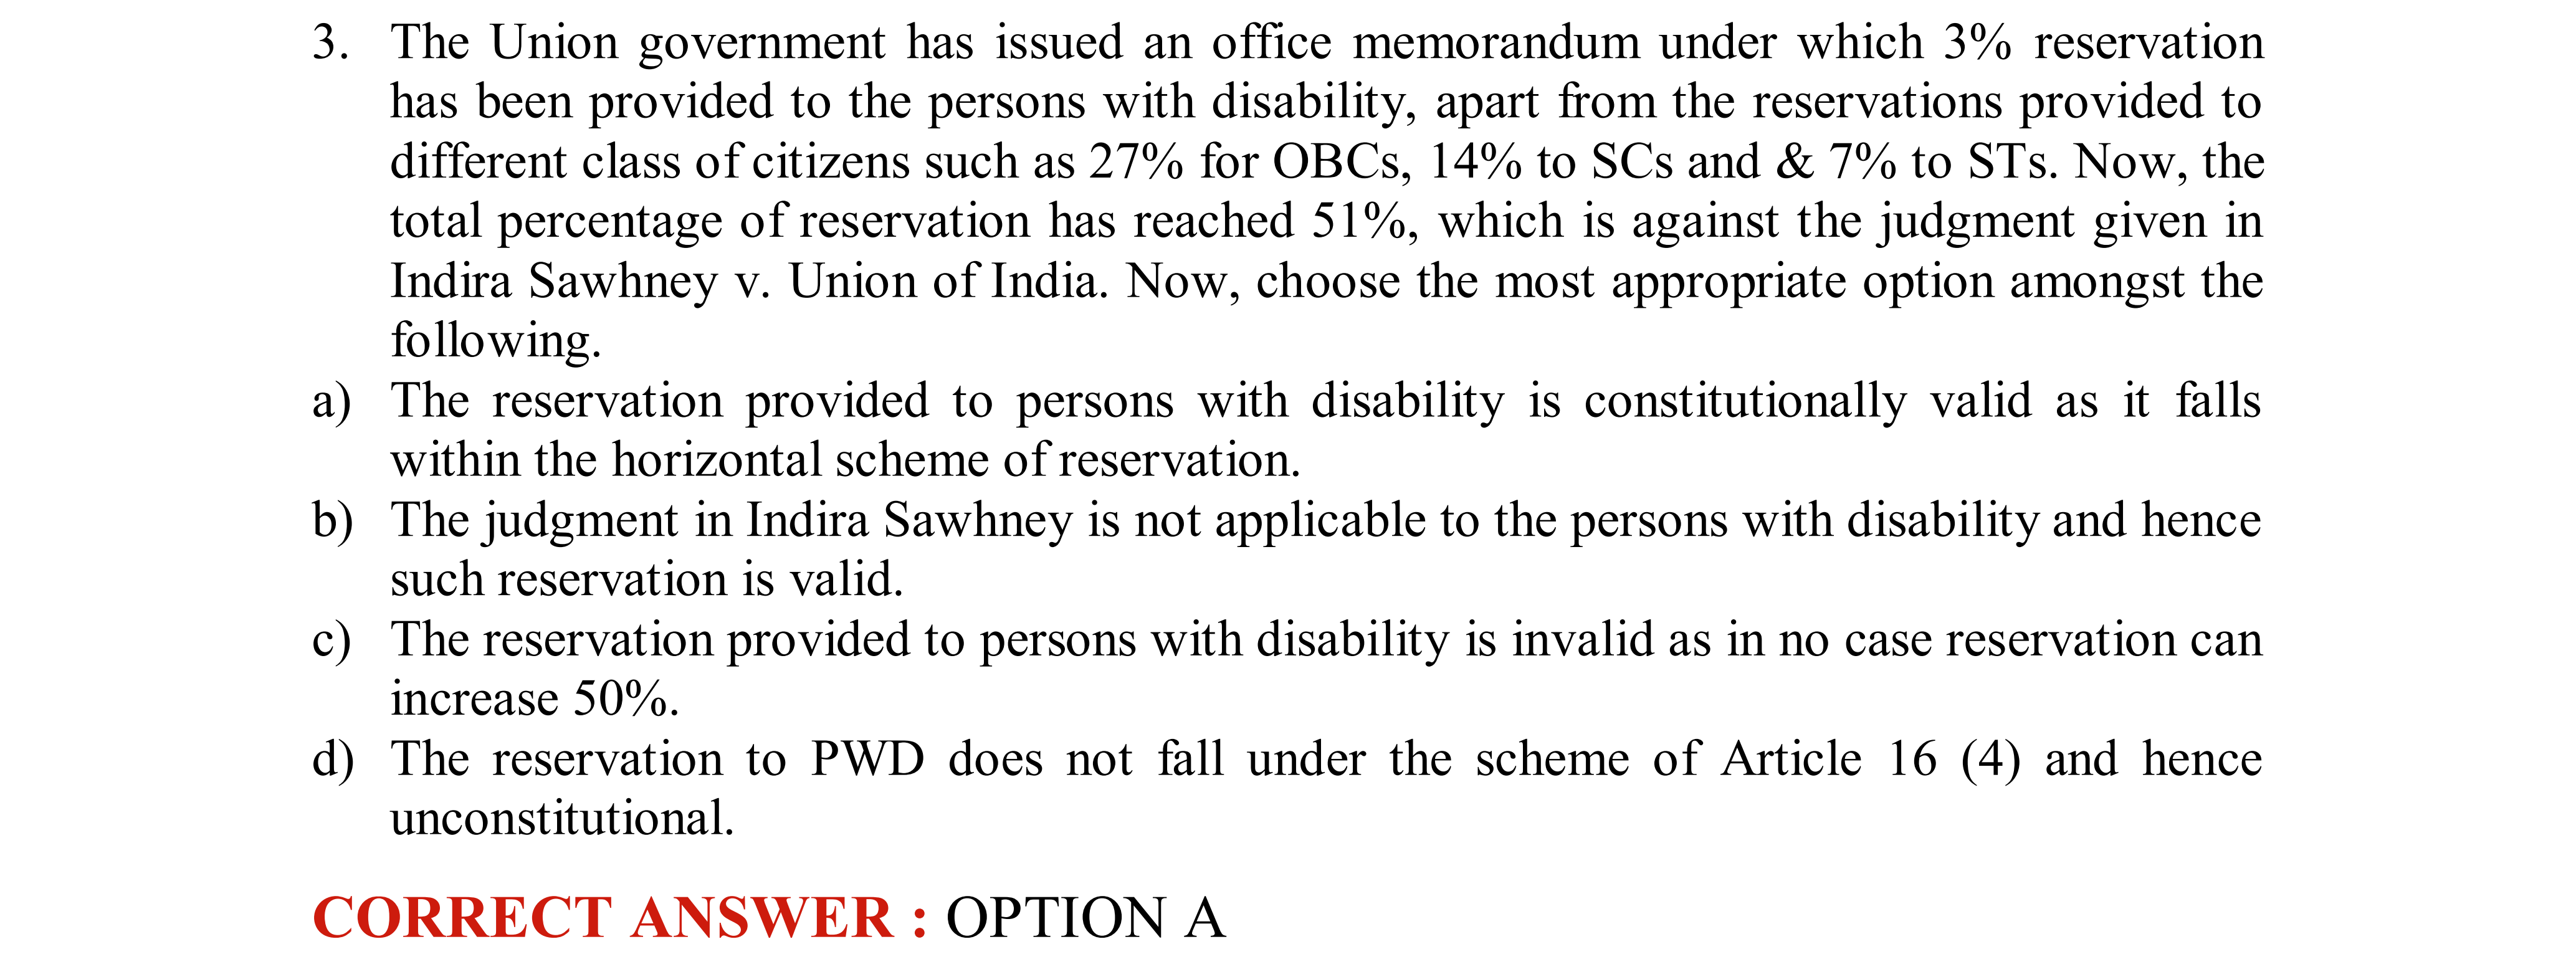 3. The Union government has issued an office memorandum under which 3% reservation
has been provided to the persons with disability, apart from the reservations provided to
different class of citizens such as 27% for OBCs, 14% to SCs and & 7% to STs. Now, the
total percentage of reservation has reached 51%, which is against the judgment given in
Indira Sawhney v. Union of India. Now, choose the most appropriate option amongst the
following.
a) The reservation provided to persons with disability is constitutionally valid as it falls
within the horizontal scheme of reservation.
b) The judgment in Indira Sawhney is not applicable to the persons with disability and hence
such reservation is valid.
c) The reservation provided to persons with disability is invalid as in no case reservation can
increase 50%.
d) The reservation to PWD does not fall under the scheme of Article 16 (4) and hence
unconstitutional.
CORRECT ANSWER : OPTION A